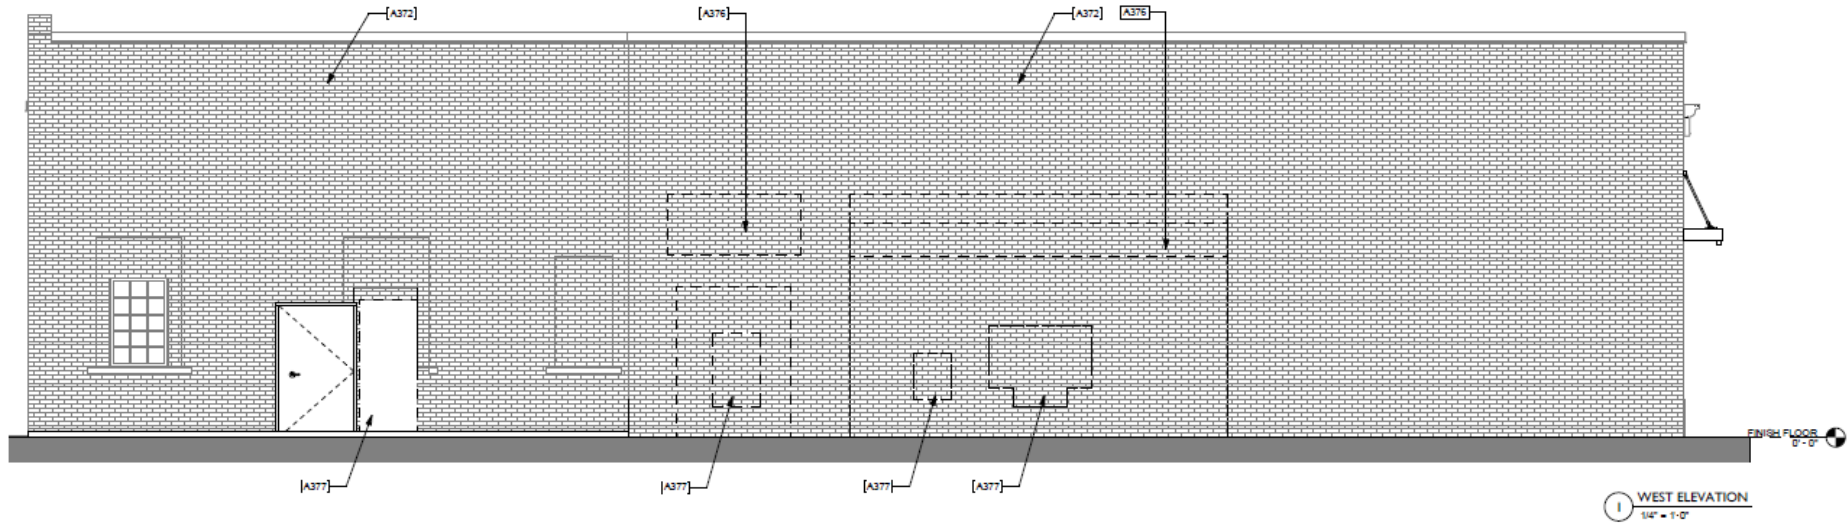 [A372]
[A376]
[A372]
A376
[A377]
[A377]
[A377]
[A377]
FINISH FLOOR
0' - 0"
1
WEST ELEVATION
1/4" = 1'-0"